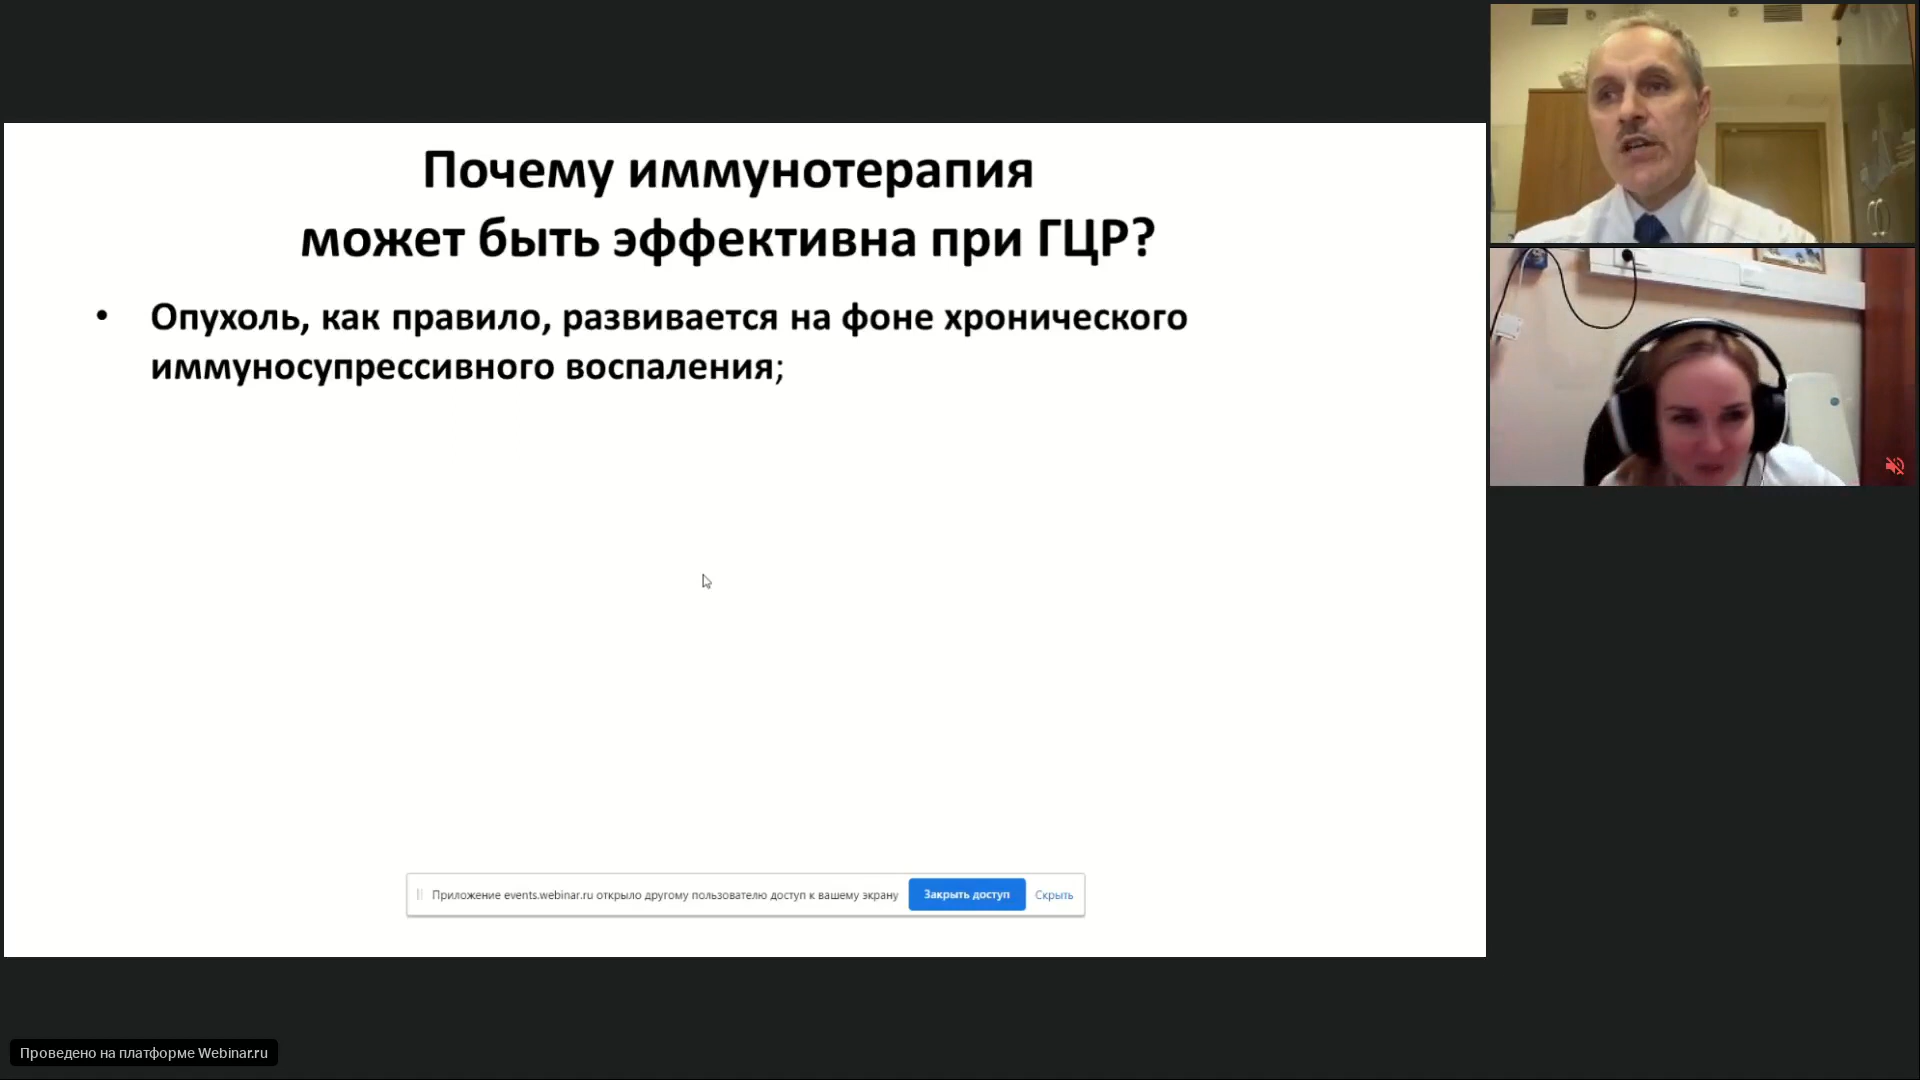 Почему иммунотерапия
может быть эффективна при ГЦР?
• Опухоль, как правило, развивается на фоне хронического
иммуносупрессивного воспаления;
Приложение events.webinar.ru открыло другому пользователю доступ к вашему экрану
Закрыть доступ
Скрыть
Проведено на платформе Webinar.ru